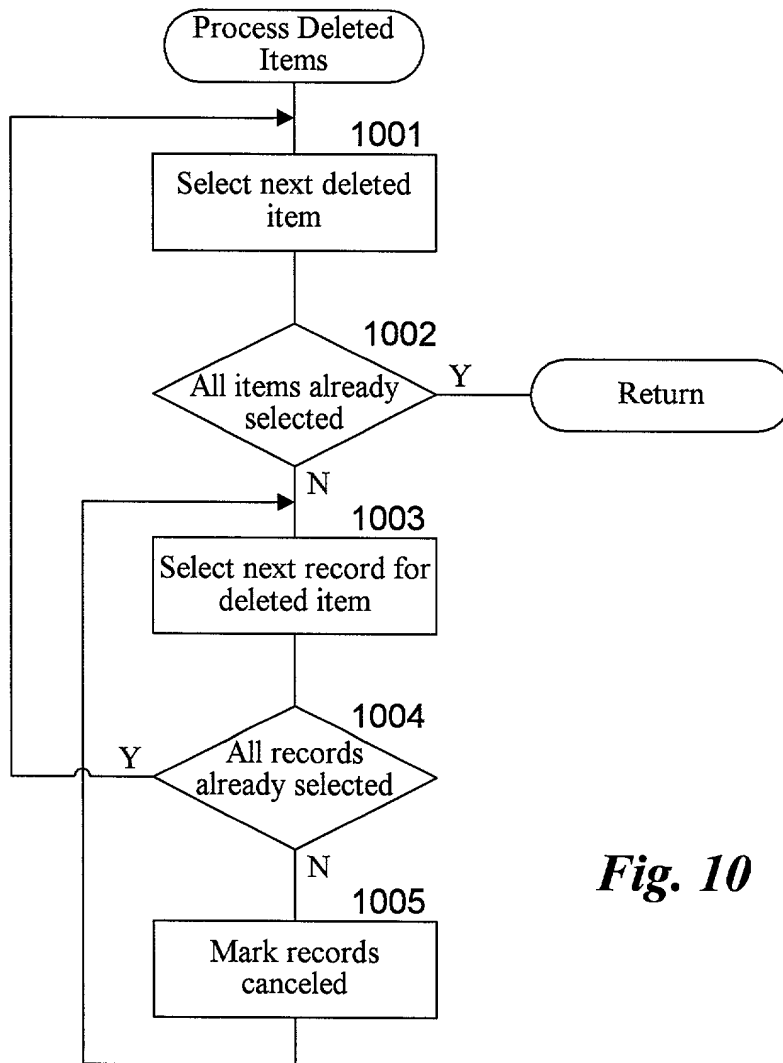 Process Deleted
Items
1001
Select next deleted
item
1002
All items already
selected
Y
Return
N
1003
Select next record for
deleted item
1004
All records
already selected
Y
N
1005
Mark records
canceled
Fig. 10